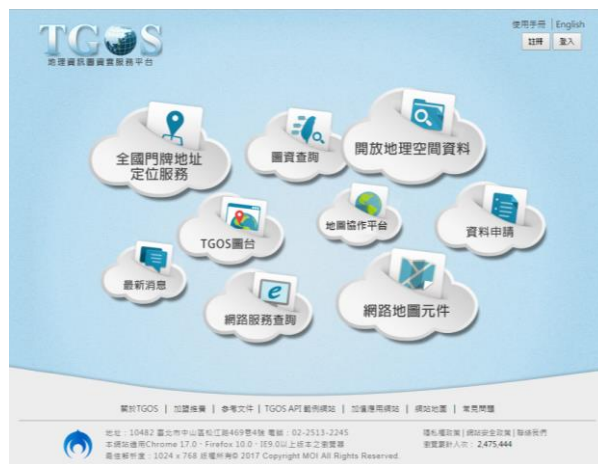 使用手冊 | English
註冊 登入
TGOS
地理資訊圖資雲服務平台
全國門牌地址
定位服務
圖資查詢
開放地理空間資料
TGOS圖台
地圖協作平台
資料申請
最新消息
網路服務查詢
網路地圖元件
關於TGOS | 加盟推廣 | 參考文件 | TGOS API 範例網站 | 加值應用網站 | 網站地圖 | 常見問題
地址:10482 臺北市中山區松江路469巷4號 電話:02-2513-2245
隱私權政策 | 網站安全政策 | 聯絡我們
本網站適用Chrome 17.0、Firefox 10.0、IE9.0以上版本之瀏覽器
瀏覽累計人次:2,475,444
最佳解析度:1024 x 768 版權所有© 2017 Copyright MOI All Rights Reserved.